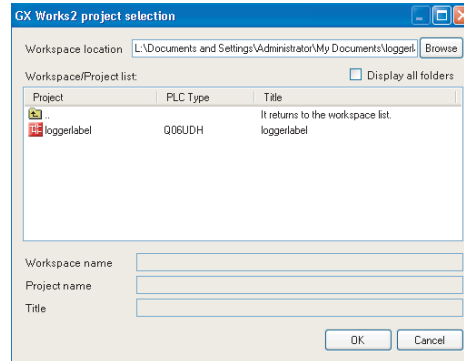 GX Works2 project selection
Workspace location L:\Documents and Settings\Administrator\My Documents\loggerl Browse
Workspace/Project list: Display all folders
Project PLC Type Title
.. It returns to the workspace list.
loggerlabel Q06UDH loggerlabel
Workspace name
Project name
Title
OK Cancel